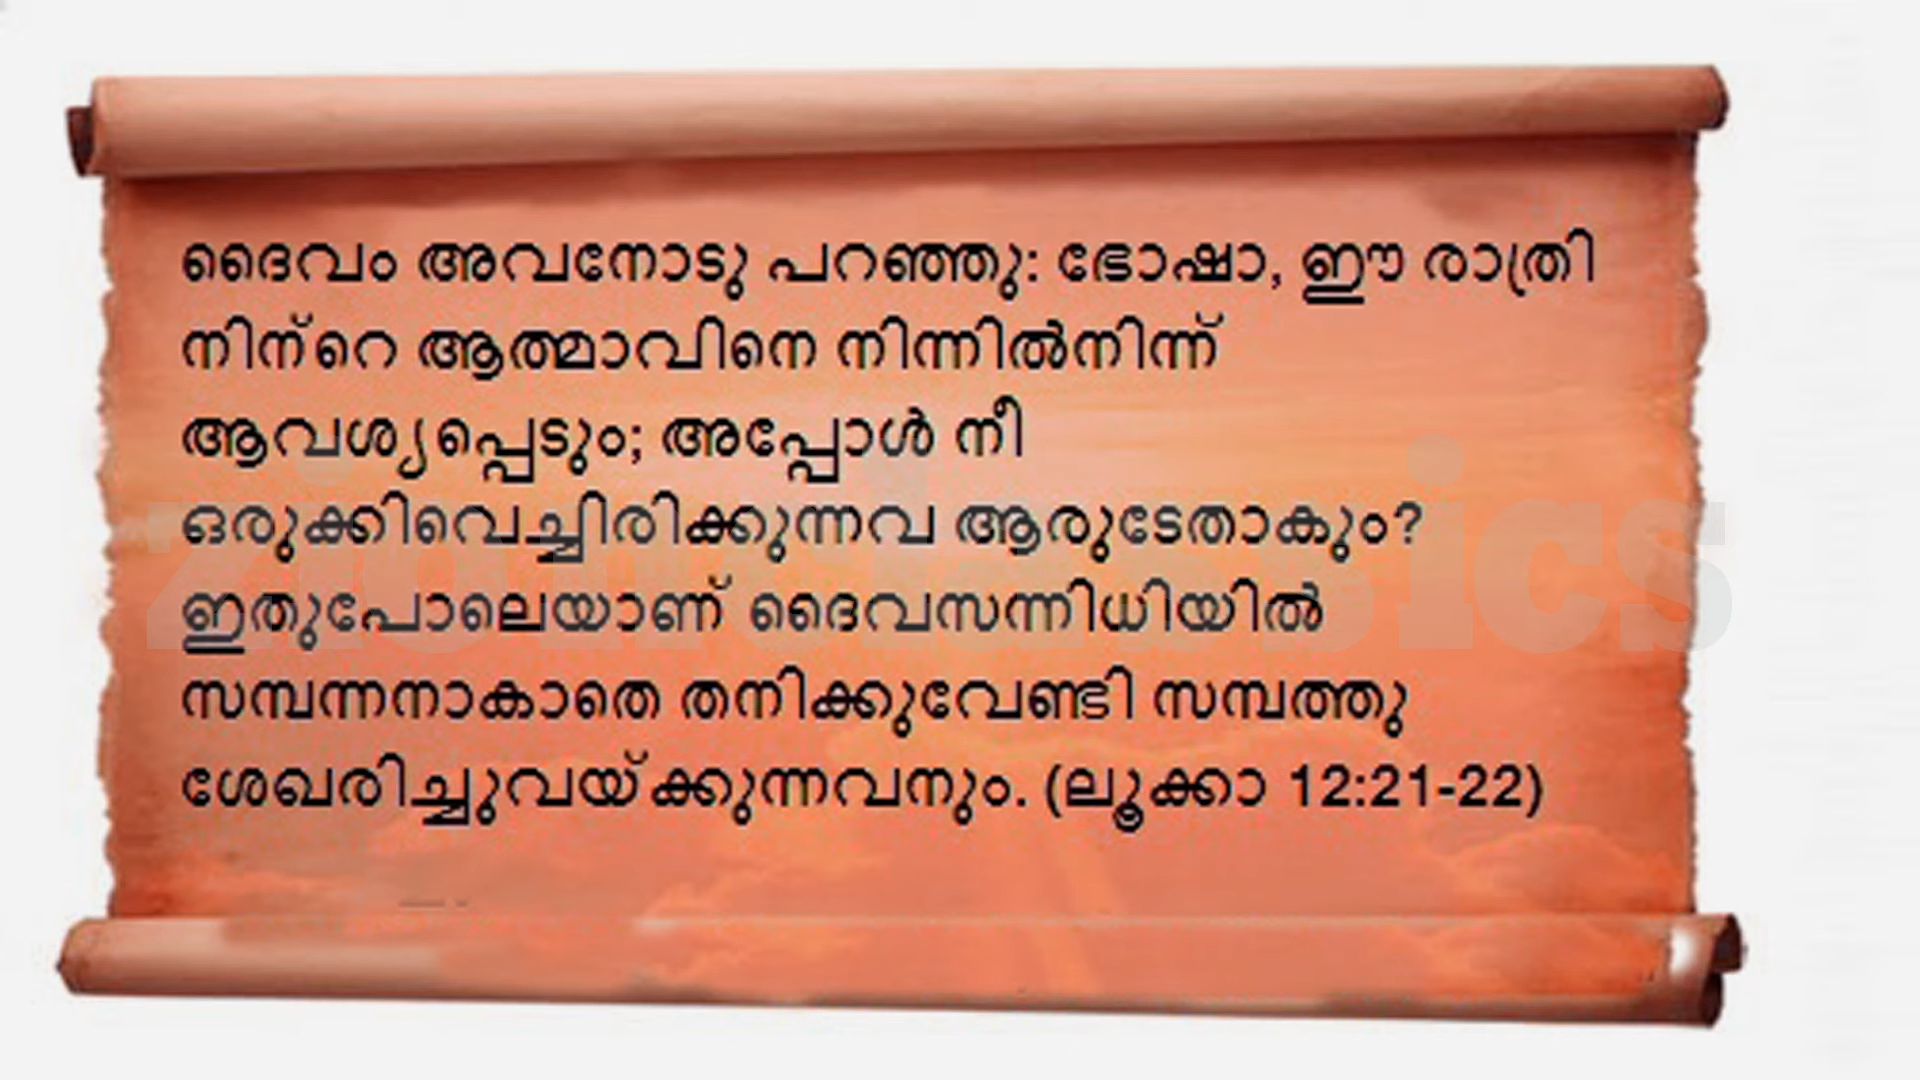 ദൈവം അവനോടു പറഞ്ഞു: ഭോഷാ, ഈ രാത്രി
നിന്‍റെ ആത്മാവിനെ നിന്നില്‍നിന്ന്
ആവശ്യപ്പെടും; അപ്പോള്‍ നീ
ഒരുക്കിവെച്ചിരിക്കുന്നവ ആരുടേതാകും?
ഇതുപോലെയാണ് ദൈവസന്നിധിയില്‍
സമ്പന്നനാകാതെ തനിക്കുവേണ്ടി സമ്പത്തു
ശേഖരിച്ചുവയ്ക്കുന്നവനും. (ലൂക്കാ 12:21-22)